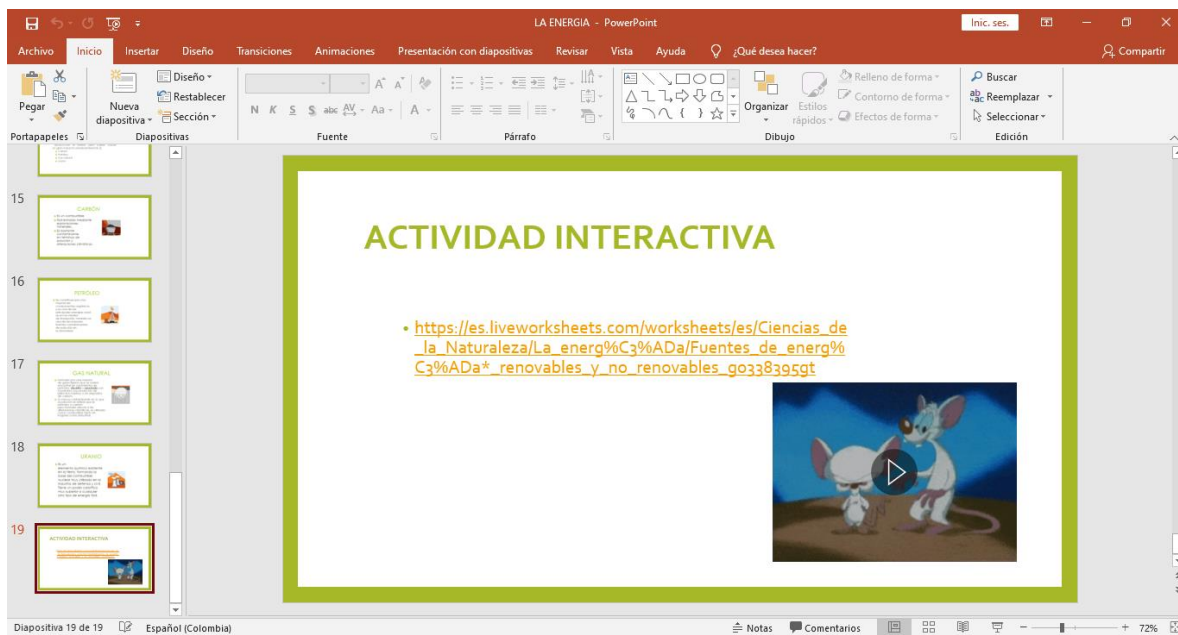 LA ENERGIA - PowerPoint
Inic. ses.
Archivo Inicio Insertar Diseño Transiciones Animaciones Presentación con diapositivas Revisar Vista Ayuda ¿Qué desea hacer? Compartir
Pegar
Nueva diapositiva
Diseño
Restablecer
Sección
N K S S abc AV Aa A
Organizar
Estilos rápidos
Relleno de forma
Contorno de forma
Efectos de forma
Buscar
Reemplazar
Seleccionar
Portapapeles Diapositivas Fuente Párrafo Dibujo Edición
15
CARBÓN
16
PETROLEO
17
GAS NATURAL
18
URANIO
19
ACTIVIDAD INTERACTIVA
ACTIVIDAD INTERACTIVA
• https://es.liveworksheets.com/worksheets/es/Ciencias_de
_la_Naturaleza/La_energ%C3%ADa/Fuentes_de_energ%
C3%ADa*_renovables_y_no_renovables_go338395gt
Diapositiva 19 de 19 Español (Colombia) Notas Comentarios 72%